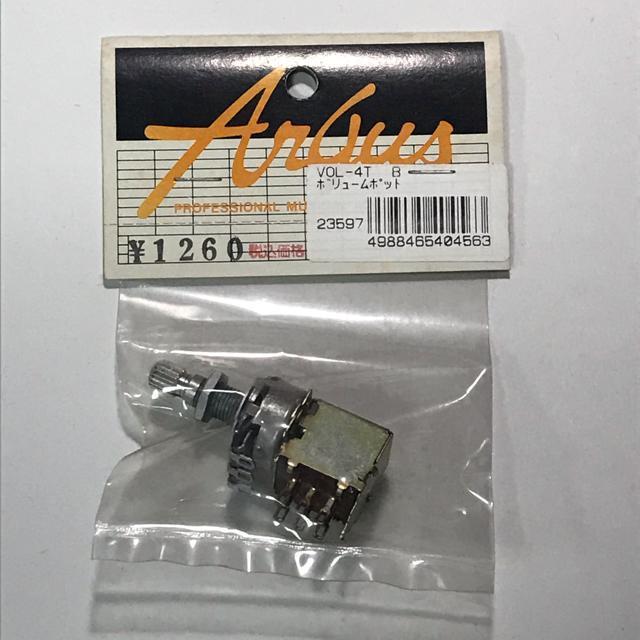 Arbus
PROFESSIONAL MU
VOL-4T B
ボリュームポット
23597
4988465404563
¥1260 税込価格